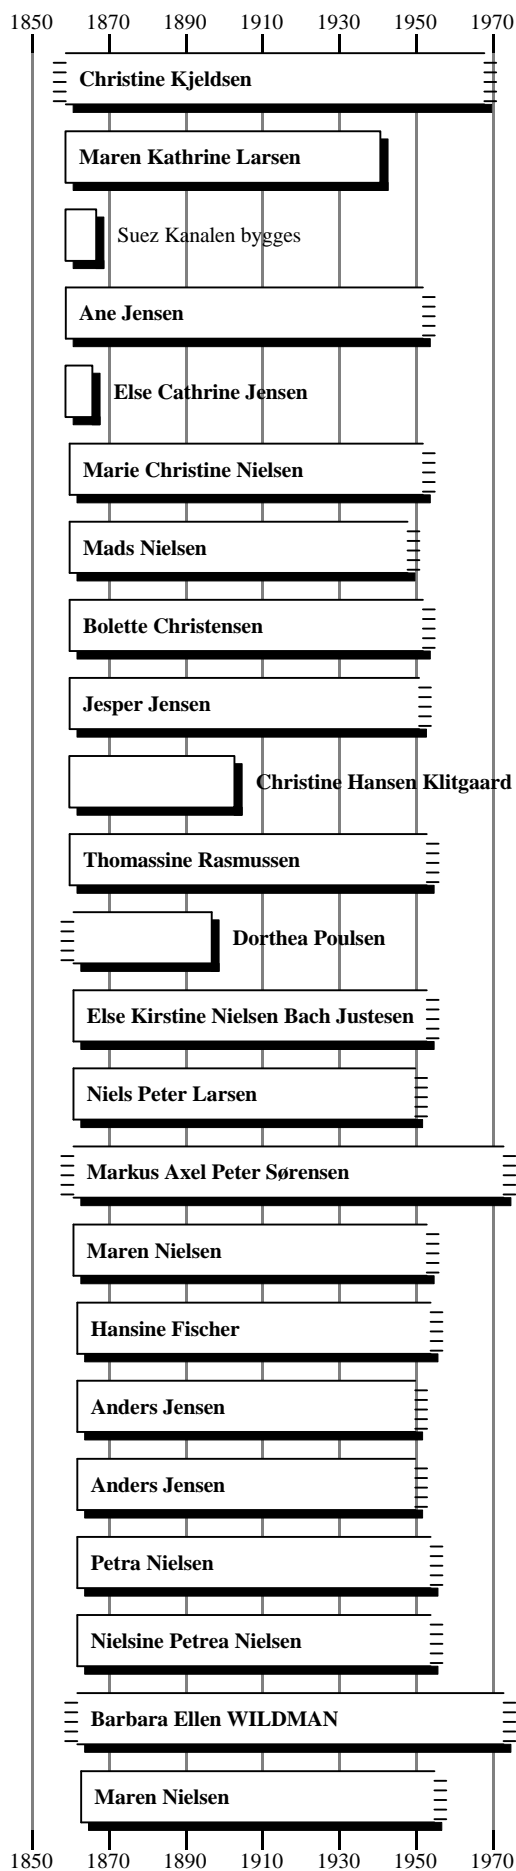 1850 1870 1890 1910 1930 1950 1970
Christine Kjeldsen
Maren Kathrine Larsen
Suez Kanalen bygges
Ane Jensen
Else Cathrine Jensen
Marie Christine Nielsen
Mads Nielsen
Bolette Christensen
Jesper Jensen
Christine Hansen Klitgaard
Thomassine Rasmussen
Dorthea Poulsen
Else Kirstine Nielsen Bach Justesen
Niels Peter Larsen
Markus Axel Peter Sørensen
Maren Nielsen
Hansine Fischer
Anders Jensen
Anders Jensen
Petra Nielsen
Nielsine Petrea Nielsen
Barbara Ellen WILDMAN
Maren Nielsen
1850 1870 1890 1910 1930 1950 1970